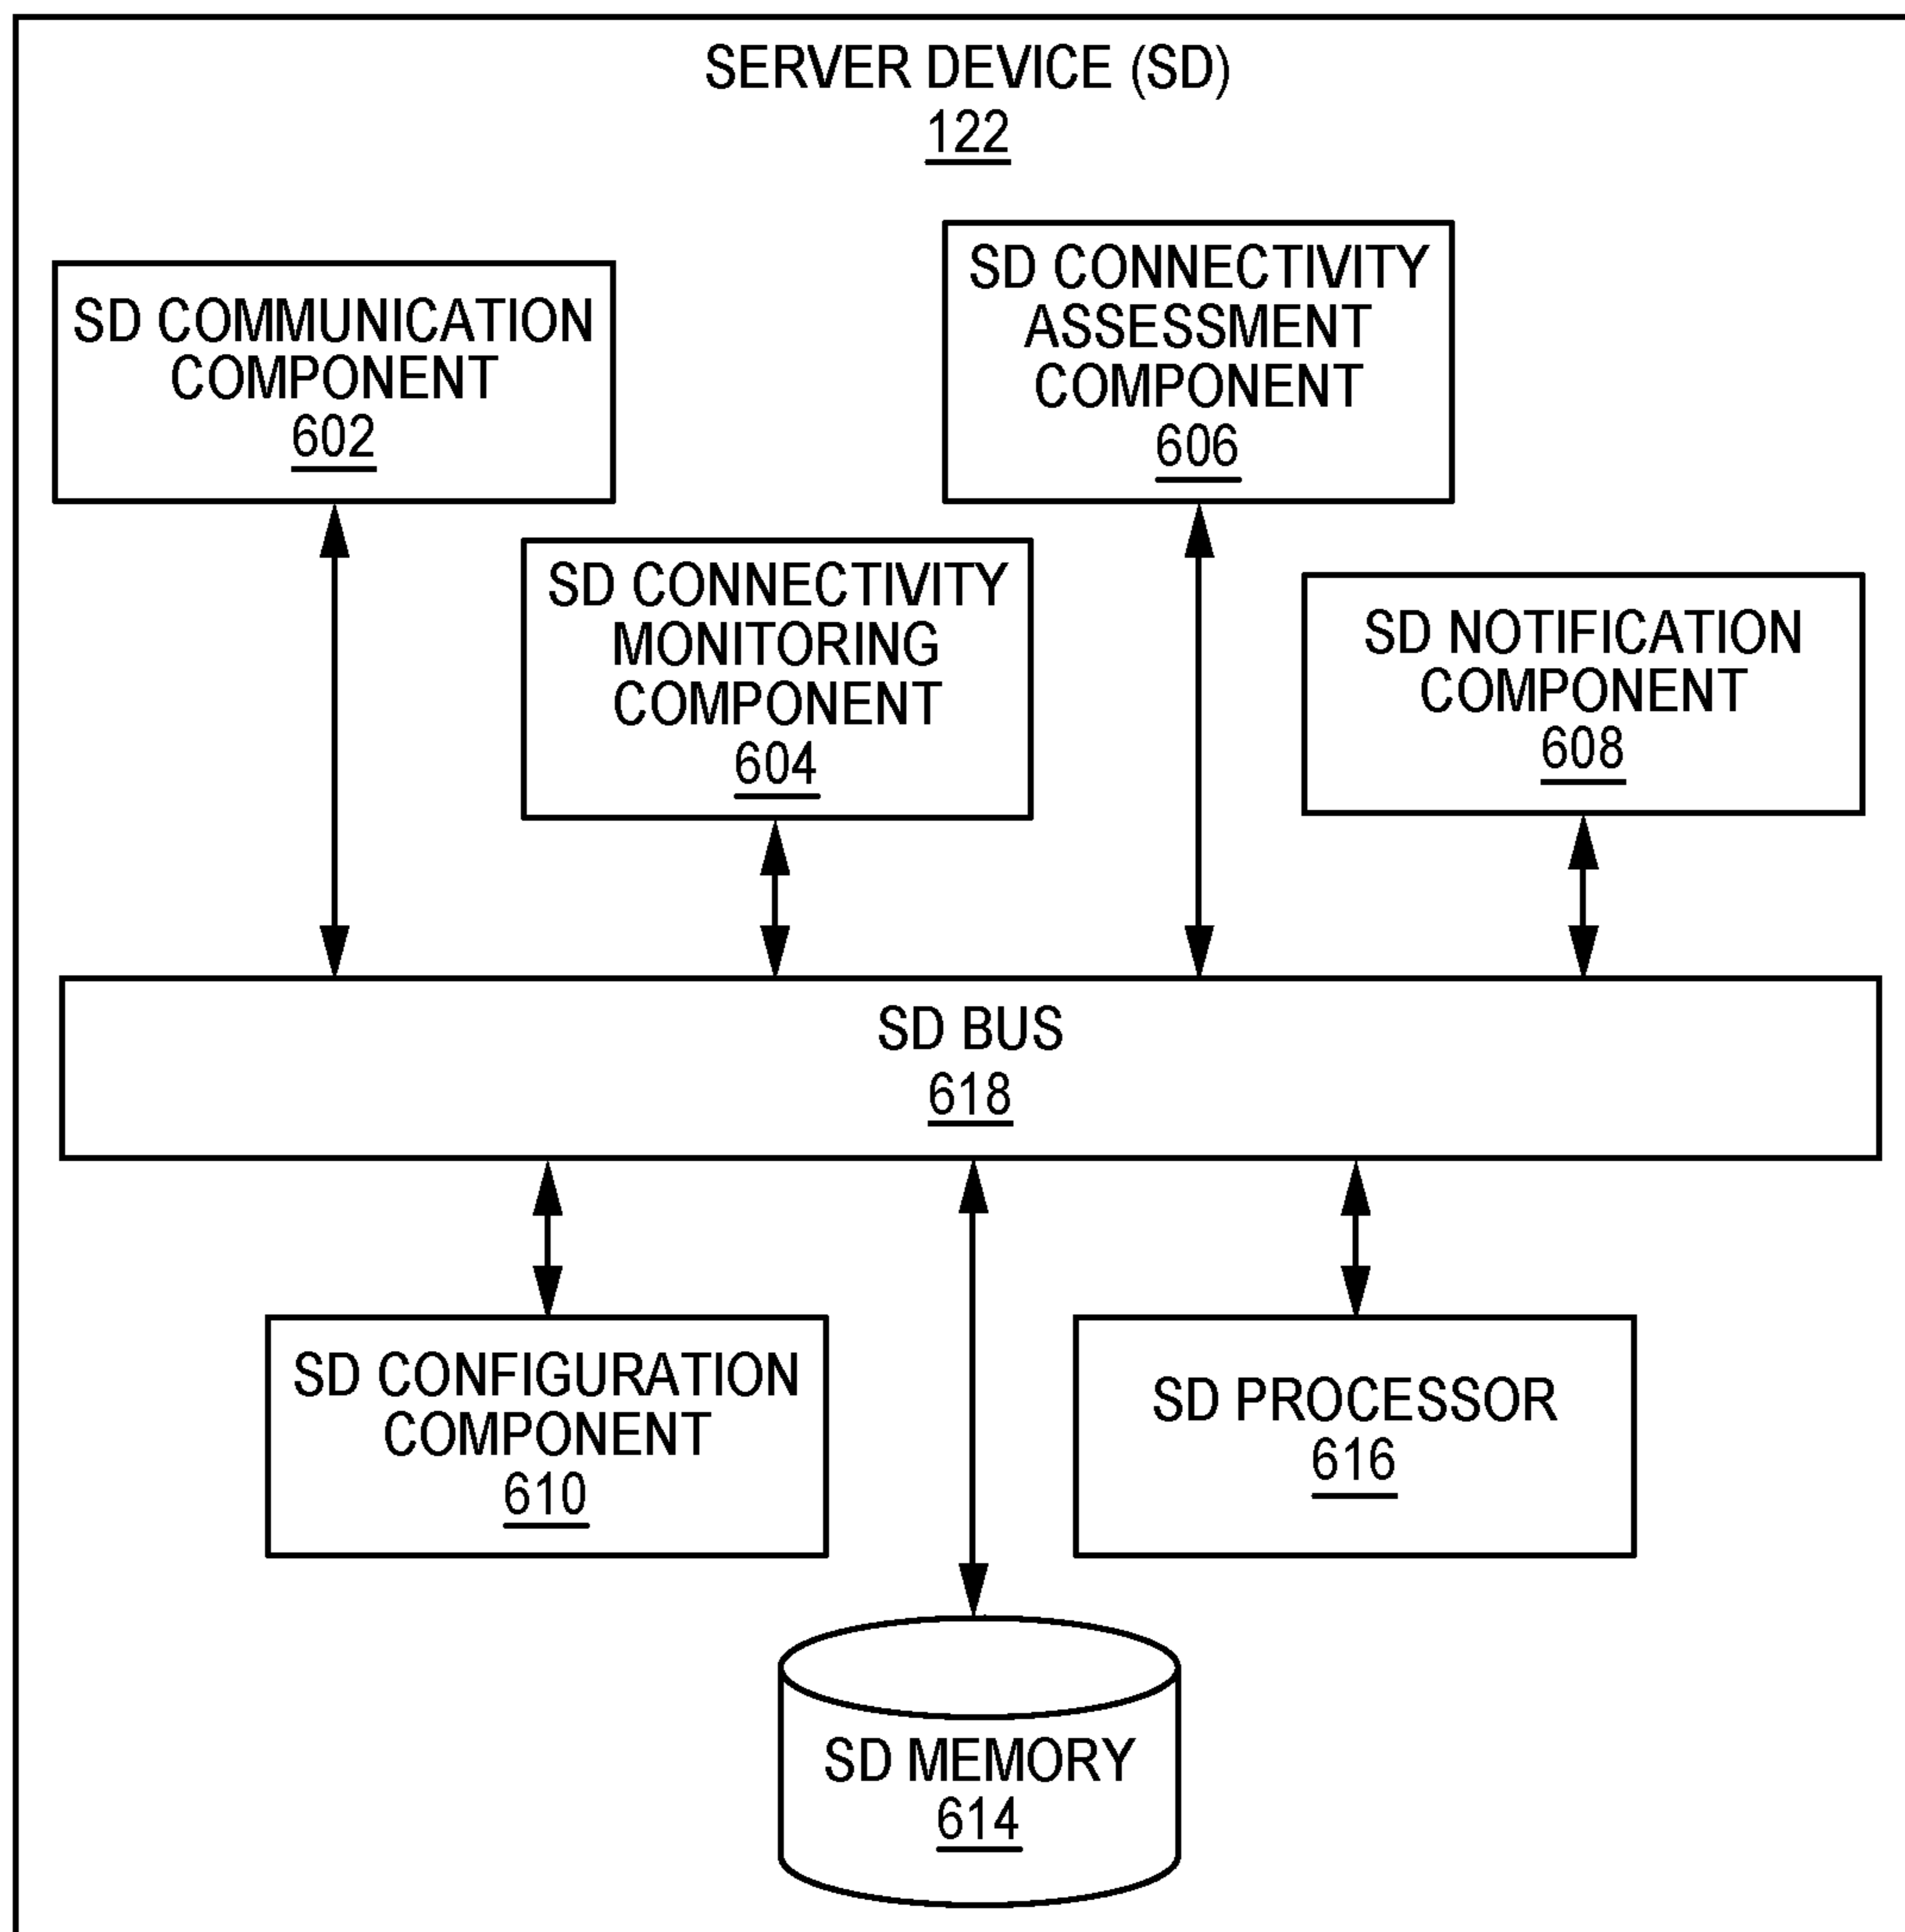 SERVER DEVICE (SD)
122
SD COMMUNICATION
COMPONENT
602
SD CONNECTIVITY
ASSESSMENT
COMPONENT
606
SD CONNECTIVITY
MONITORING
COMPONENT
604
SD NOTIFICATION
COMPONENT
608
SD BUS
618
SD CONFIGURATION
COMPONENT
610
SD PROCESSOR
616
SD MEMORY
614